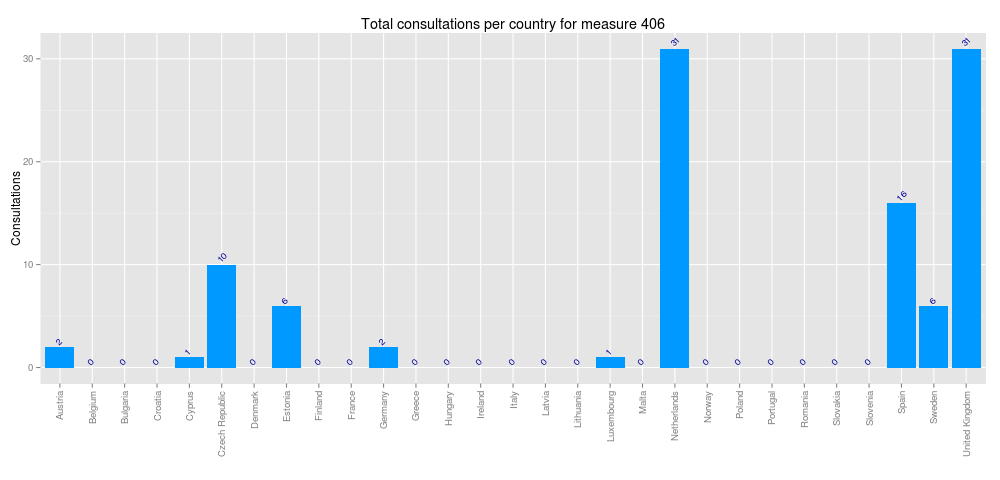 Total consultations per country for measure 406
Consultations
30
20
10
0
2
0
0
0
1
10
0
6
0
0
2
0
0
0
0
0
0
1
0
31
0
0
0
0
0
0
16
6
31
Austria
Belgium
Bulgaria
Croatia
Cyprus
Czech Republic
Denmark
Estonia
Finland
France
Germany
Greece
Hungary
Ireland
Italy
Latvia
Lithuania
Luxembourg
Malta
Netherlands
Norway
Poland
Portugal
Romania
Slovakia
Slovenia
Spain
Sweden
United Kingdom